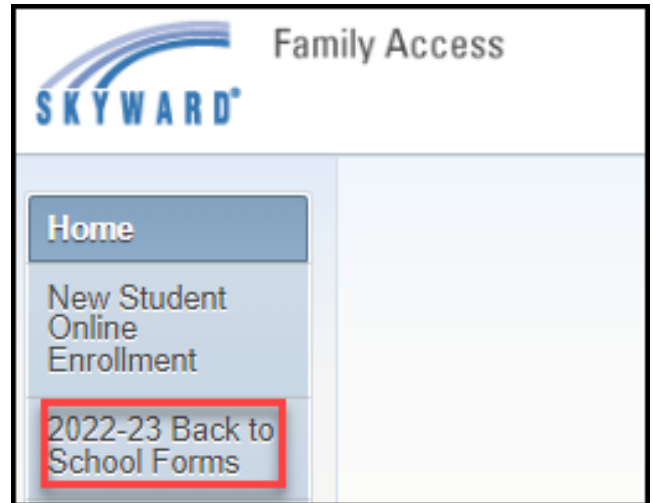 Family Access
SKYWARD®
Home
New Student
Online
Enrollment
2022-23 Back to
School Forms